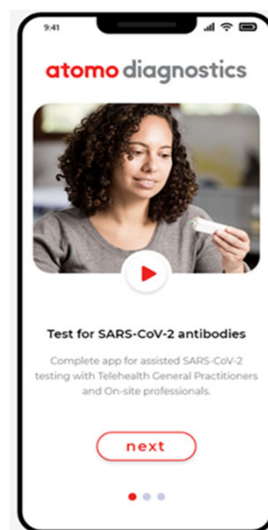 9:41
atomo diagnostics
Test for SARS-CoV-2 antibodies
Complete app for assisted SARS-CoV-2
testing with Telehealth General Practitioners
and On-site professionals.
next